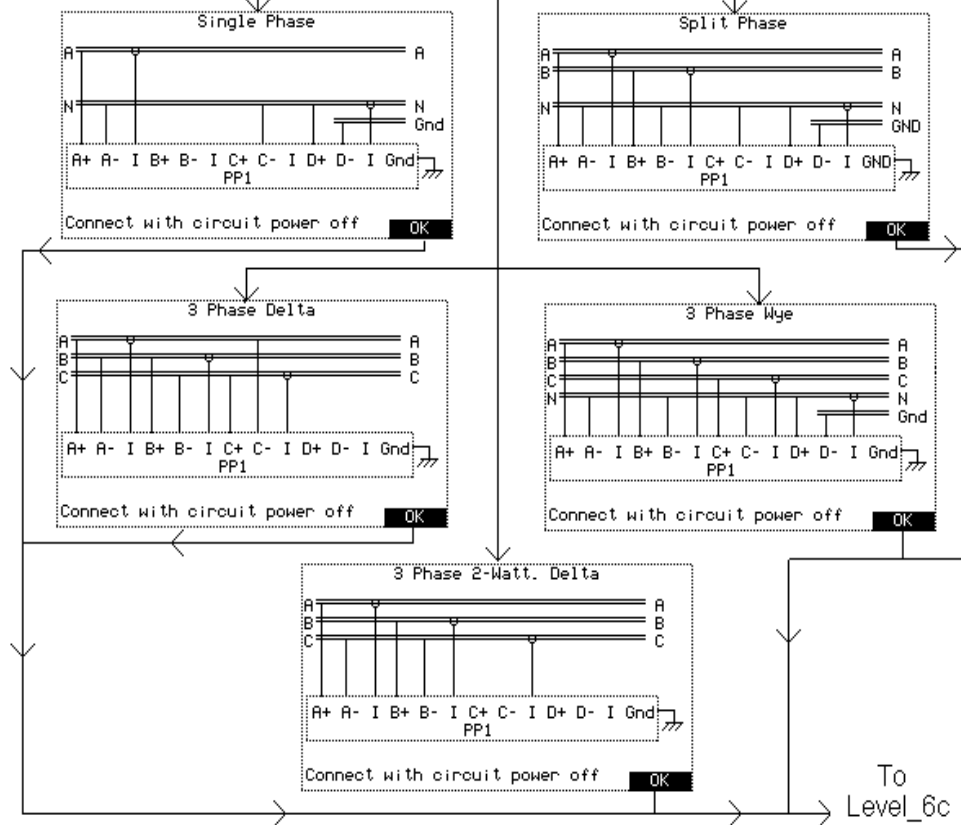 Single Phase
A A
N N
Gnd
A+ A- I B+ B- I C+ C- I D+ D- I Gnd
PP1
Connect with circuit power off OK
Split Phase
A A
B B
N N
GND
A+ A- I B+ B- I C+ C- I D+ D- I GND
PP1
Connect with circuit power off OK
3 Phase Delta
A A
B B
C C
A+ A- I B+ B- I C+ C- I D+ D- I Gnd
PP1
Connect with circuit power off OK
3 Phase Wye
A A
B B
C C
N N
Gnd
A+ A- I B+ B- I C+ C- I D+ D- I Gnd
PP1
Connect with circuit power off OK
3 Phase 2-Watt. Delta
A A
B B
C C
A+ A- I B+ B- I C+ C- I D+ D- I Gnd
PP1
Connect with circuit power off OK
To
Level_6c